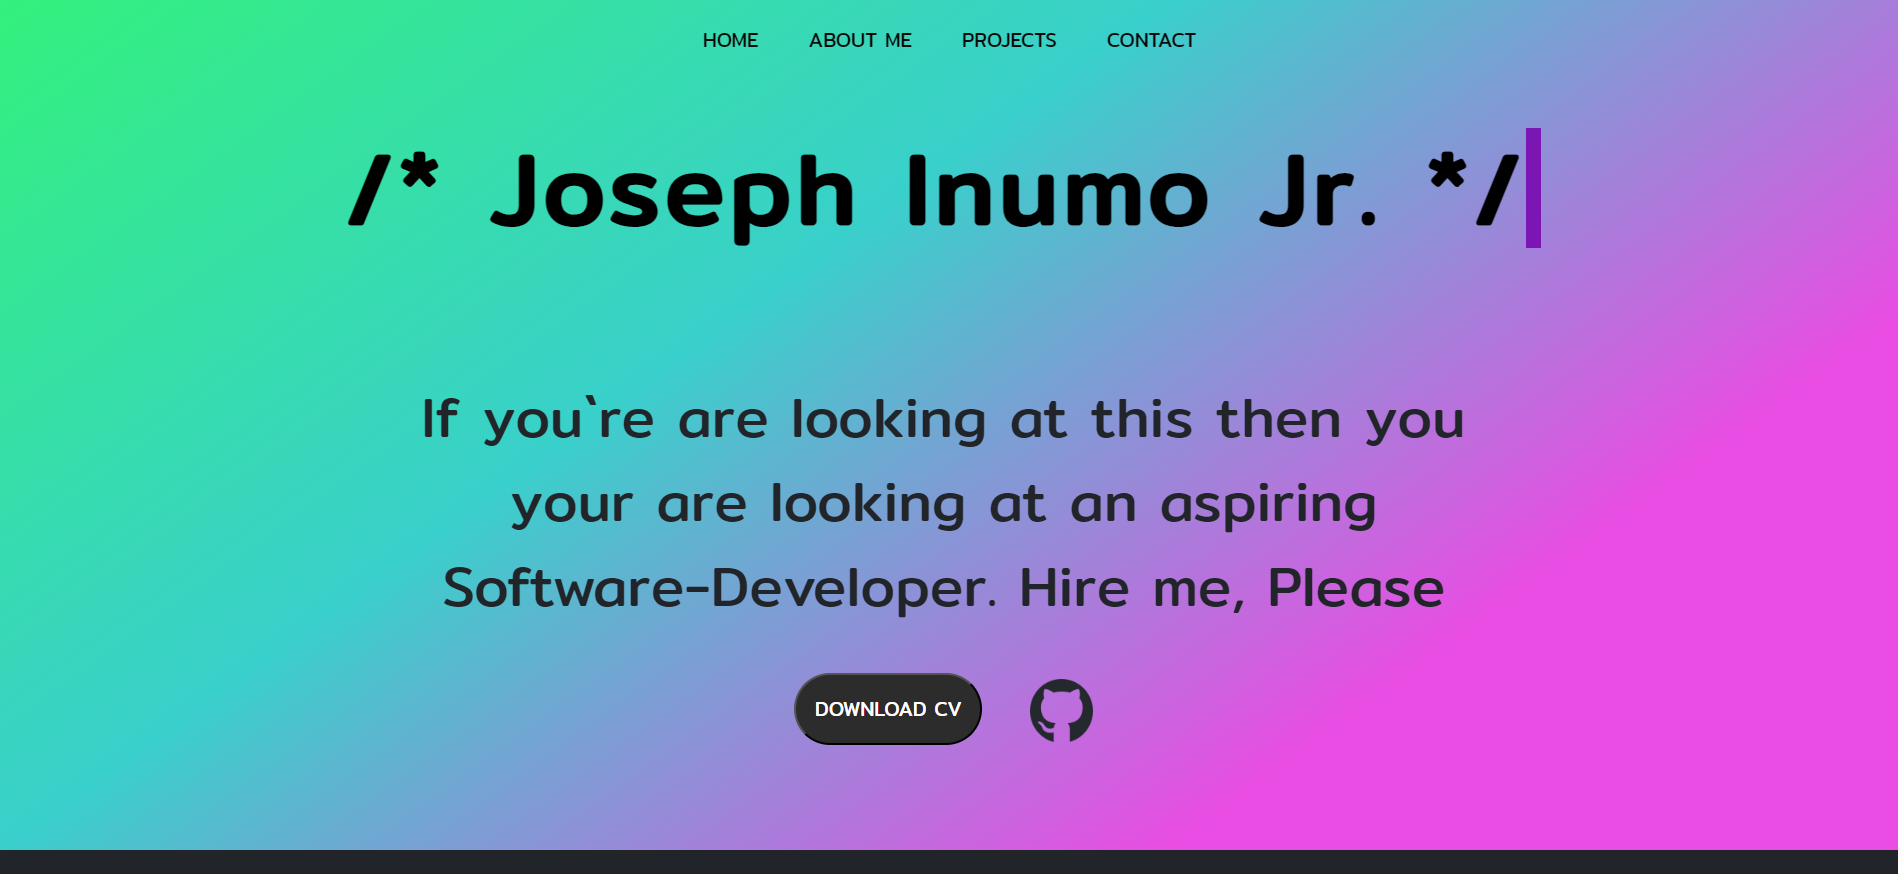 HOME ABOUT ME PROJECTS CONTACT
/* Joseph Inumo Jr. */
If you`re are looking at this then you
your are looking at an aspiring
Software-Developer. Hire me, Please
DOWNLOAD CV